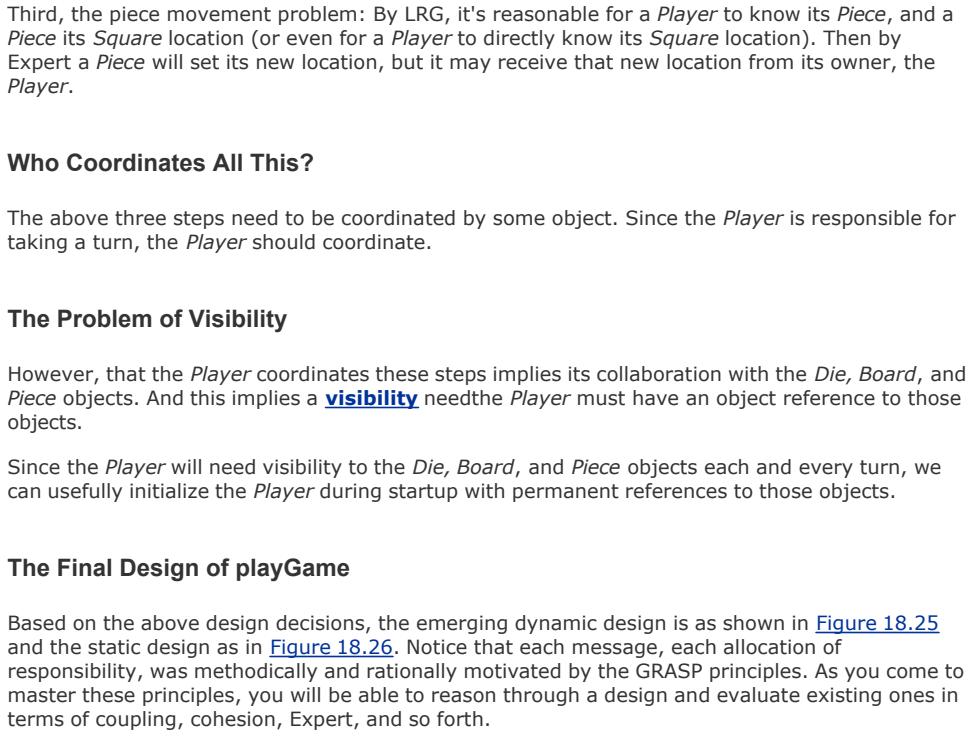 Third, the piece movement problem: By LRG, it's reasonable for a Player to know its Piece, and a
Piece its Square location (or even for a Player to directly know its Square location). Then by
Expert a Piece will set its new location, but it may receive that new location from its owner, the
Player.
Who Coordinates All This?
The above three steps need to be coordinated by some object. Since the Player is responsible for
taking a turn, the Player should coordinate.
The Problem of Visibility
However, that the Player coordinates these steps implies its collaboration with the Die, Board, and
Piece objects. And this implies a visibility needthe Player must have an object reference to those
objects.
Since the Player will need visibility to the Die, Board, and Piece objects each and every turn, we
can usefully initialize the Player during startup with permanent references to those objects.
The Final Design of playGame
Based on the above design decisions, the emerging dynamic design is as shown in Figure 18.25
and the static design as in Figure 18.26. Notice that each message, each allocation of
responsibility, was methodically and rationally motivated by the GRASP principles. As you come to
master these principles, you will be able to reason through a design and evaluate existing ones in
terms of coupling, cohesion, Expert, and so forth.